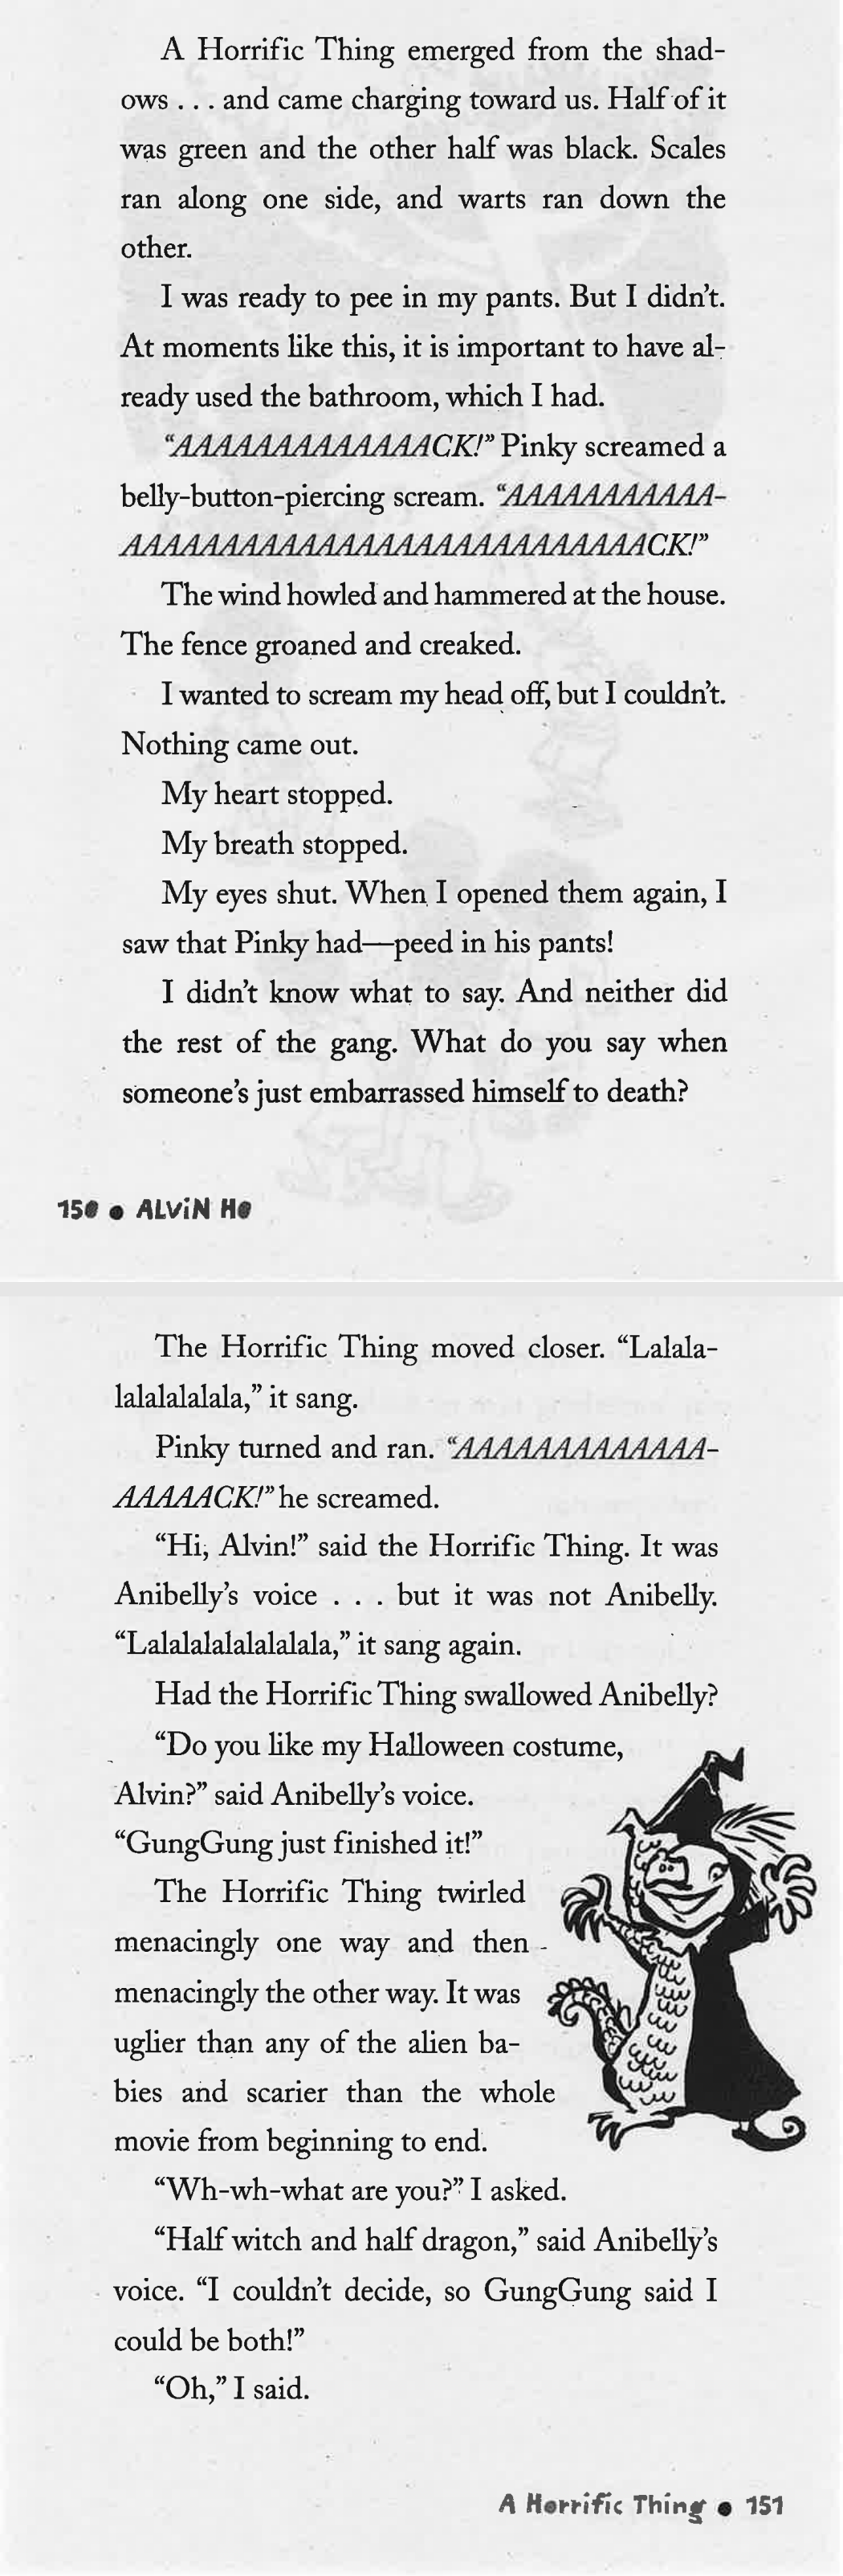 A Horrific Thing emerged from the shad-
ows . . . and came charging toward us. Half of it
was green and the other half was black. Scales
ran along one side, and warts ran down the
other.
I was ready to pee in my pants. But I didn’t.
At moments like this, it is important to have al-
ready used the bathroom, which I had.
“AAAAAAAAAAAAACK!” Pinky screamed a
belly-button-piercing scream. “AAAAAAAAAAA-
AAAAAAAAAAAAAAAAAAAAAAAAAAACK!”
The wind howled and hammered at the house.
The fence groaned and creaked.
I wanted to scream my head off, but I couldn’t.
Nothing came out.
My heart stopped.
My breath stopped.
My eyes shut. When I opened them again, I
saw that Pinky had—peed in his pants!
I didn’t know what to say. And neither did
the rest of the gang. What do you say when
someone’s just embarrassed himself to death?
150 ● ALViN HO
The Horrific Thing moved closer. “Lalala-
lalalalalala,” it sang.
Pinky turned and ran. “AAAAAAAAAAAAA-
AAAAACK!” he screamed.
“Hi, Alvin!” said the Horrific Thing. It was
Anibelly’s voice . . . but it was not Anibelly.
“Lalalalalalalalala,” it sang again.
Had the Horrific Thing swallowed Anibelly?
“Do you like my Halloween costume,
Alvin?” said Anibelly’s voice.
“GungGung just finished it!”
The Horrific Thing twirled
menacingly one way and then
menacingly the other way. It was
uglier than any of the alien ba-
bies and scarier than the whole
movie from beginning to end.
“Wh-wh-what are you?” I asked.
“Half witch and half dragon,” said Anibelly’s
voice. “I couldn’t decide, so GungGung said I
could be both!”
“Oh,” I said.
A Horrific Thing ● 151